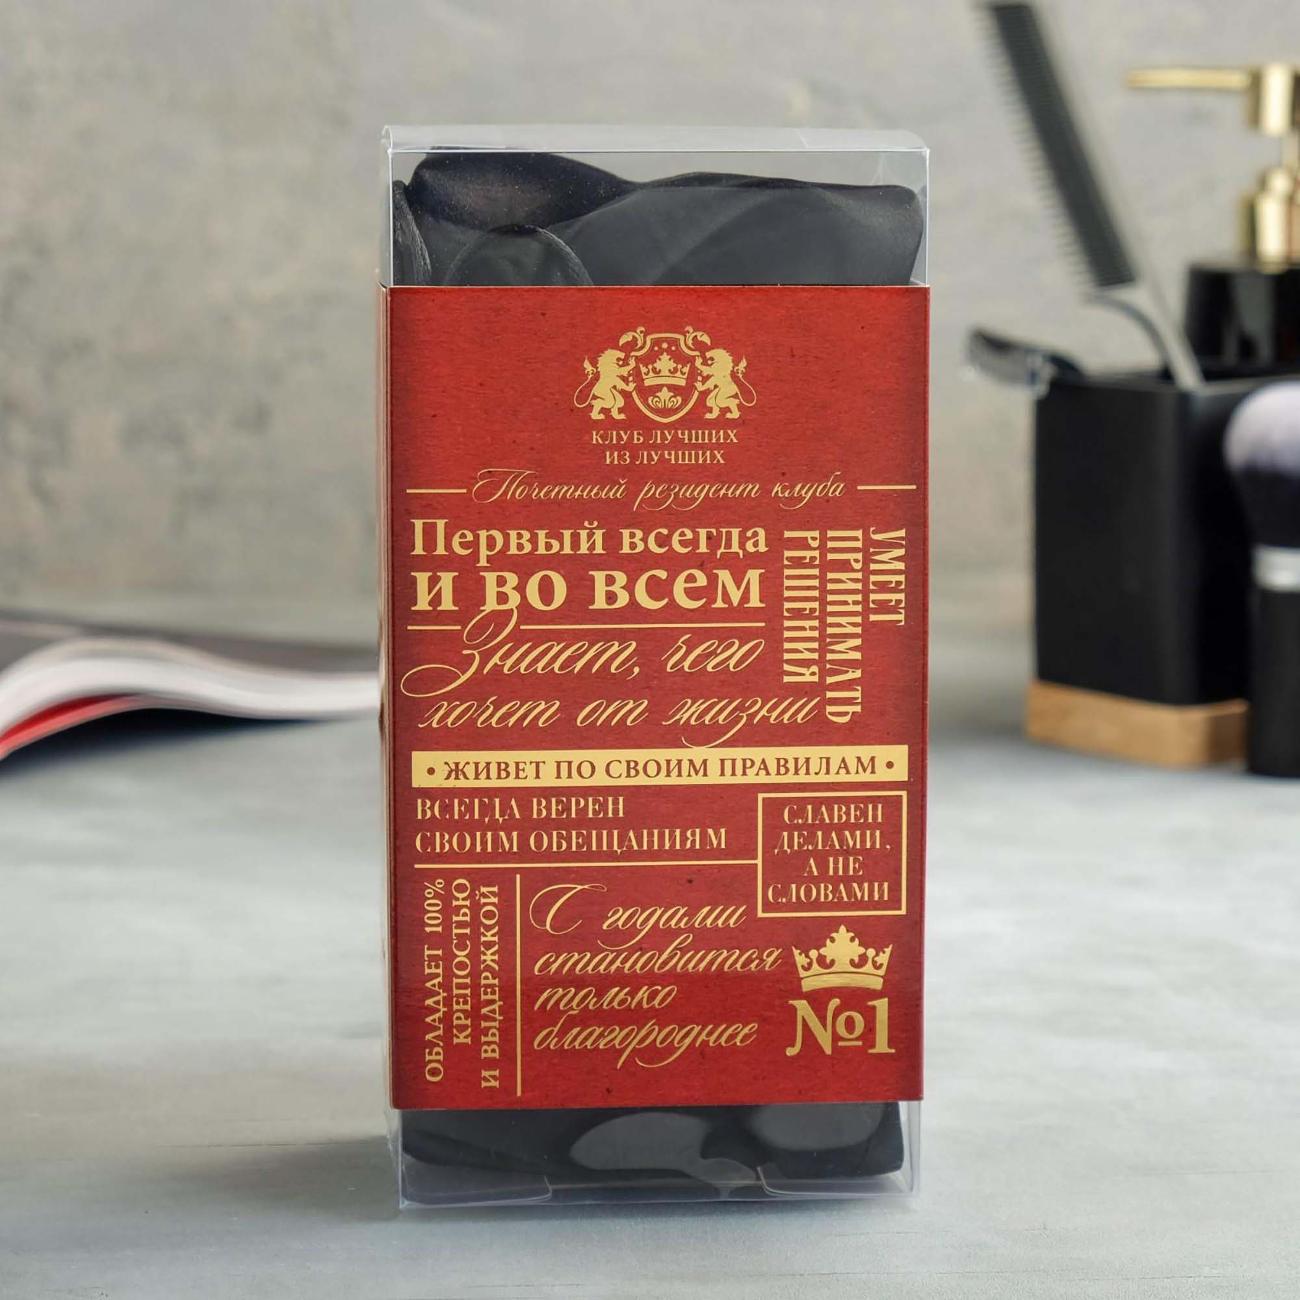 КЛУБ ЛУЧШИХ
ИЗ ЛУЧШИХ
Почетный резидент клуба
Первый всегда
и во всем
УМЕЕТ
ПРИНИМАТЬ
РЕШЕНИЯ
Знает, чего
хочет от жизни
• ЖИВЕТ ПО СВОИМ ПРАВИЛАМ •
ВСЕГДА ВЕРЕН
СВОИМ ОБЕЩАНИЯМ
СЛАВЕН
ДЕЛАМИ,
А НЕ
СЛОВАМИ
ОБЛАДАЕТ 100%
КРЕПОСТЬЮ
И ВЫДЕРЖКОЙ
С годами
становится
только
благороднее
№1